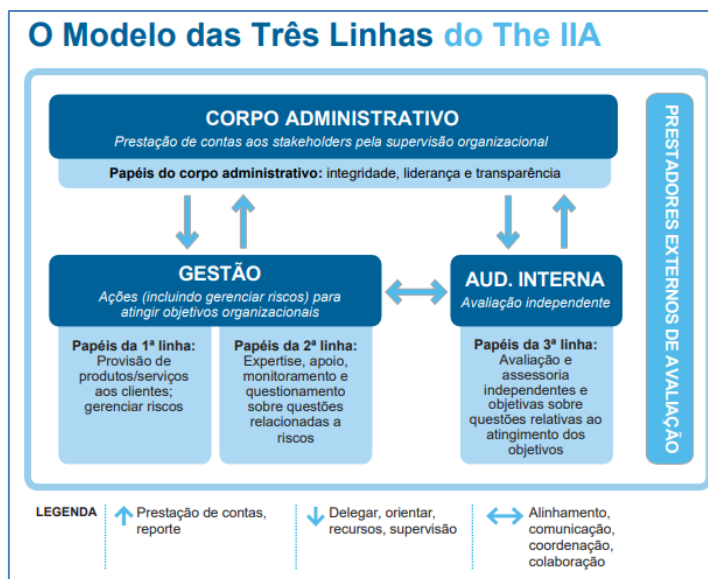 O Modelo das Três Linhas do The IIA
CORPO ADMINISTRATIVO
Prestação de contas aos stakeholders pela supervisão organizacional
Papéis do corpo administrativo: integridade, liderança e transparência
GESTÃO
Ações (incluindo gerenciar riscos) para
atingir objetivos organizacionais
Papéis da 1ª linha:
Provisão de
produtos/serviços
aos clientes;
gerenciar riscos
Papéis da 2ª linha:
Expertise, apoio,
monitoramento e
questionamento
sobre questões
relacionadas a
riscos
AUD. INTERNA
Avaliação independente
Papéis da 3ª linha:
Avaliação e
assessoria
independentes e
objetivas sobre
questões relativas ao
atingimento dos
objetivos
PRESTADORES EXTERNOS DE AVALIAÇÃO
LEGENDA
Prestação de contas,
reporte
Delegar, orientar,
recursos, supervisão
Alinhamento,
comunicação,
coordenação,
colaboração